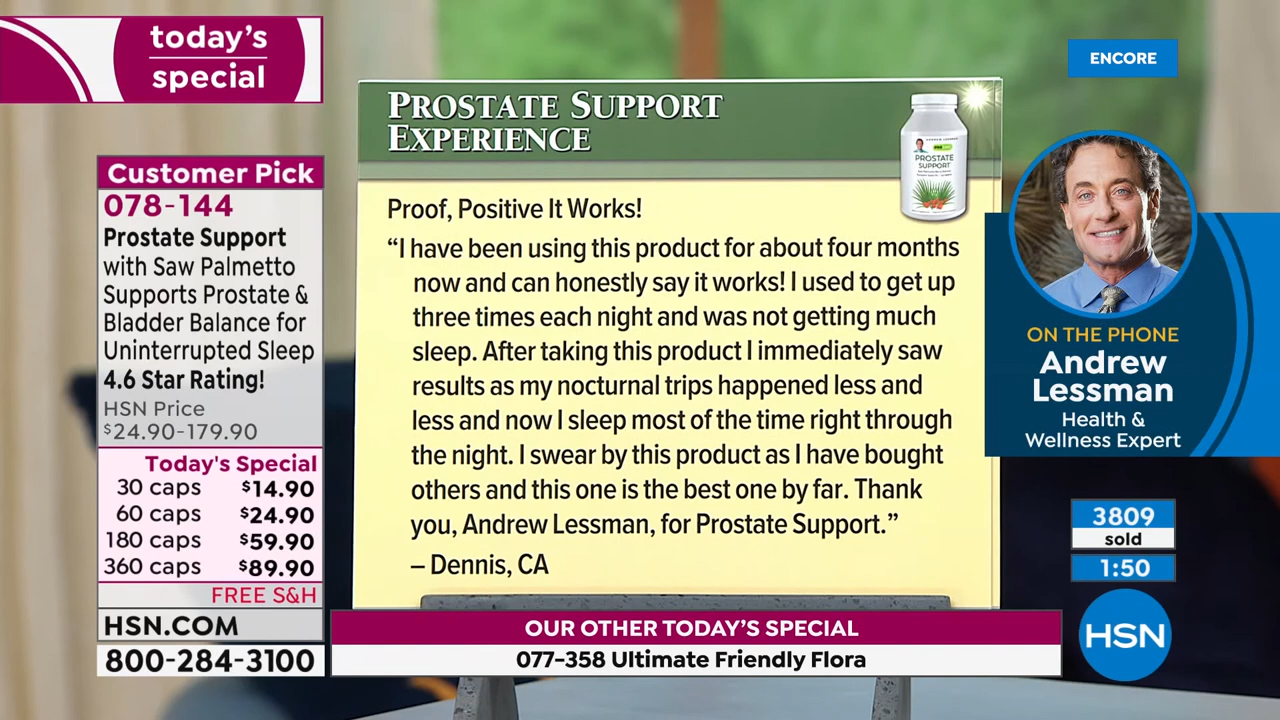 today's
special
Customer Pick
078-144
Prostate Support
with Saw Palmetto
Supports Prostate &
Bladder Balance for
Uninterrupted Sleep
4.6 Star Rating!
HSN Price
$24.90-179.90
Today's Special
30 caps $14.90
60 caps $24.90
180 caps $59.90
360 caps $89.90
FREE S&H
HSN.COM
800-284-3100
PROSTATE SUPPORT
EXPERIENCE
PROSTATE
SUPPORT
Proof, Positive It Works!
“I have been using this product for about four months
now and can honestly say it works! I used to get up
three times each night and was not getting much
sleep. After taking this product I immediately saw
results as my nocturnal trips happened less and
less and now I sleep most of the time right through
the night. I swear by this product as I have bought
others and this one is the best one by far. Thank
you, Andrew Lessman, for Prostate Support.”
– Dennis, CA
OUR OTHER TODAY’S SPECIAL
077-358 Ultimate Friendly Flora
ENCORE
ON THE PHONE
Andrew
Lessman
Health &
Wellness Expert
3809
sold
1:50
HSN